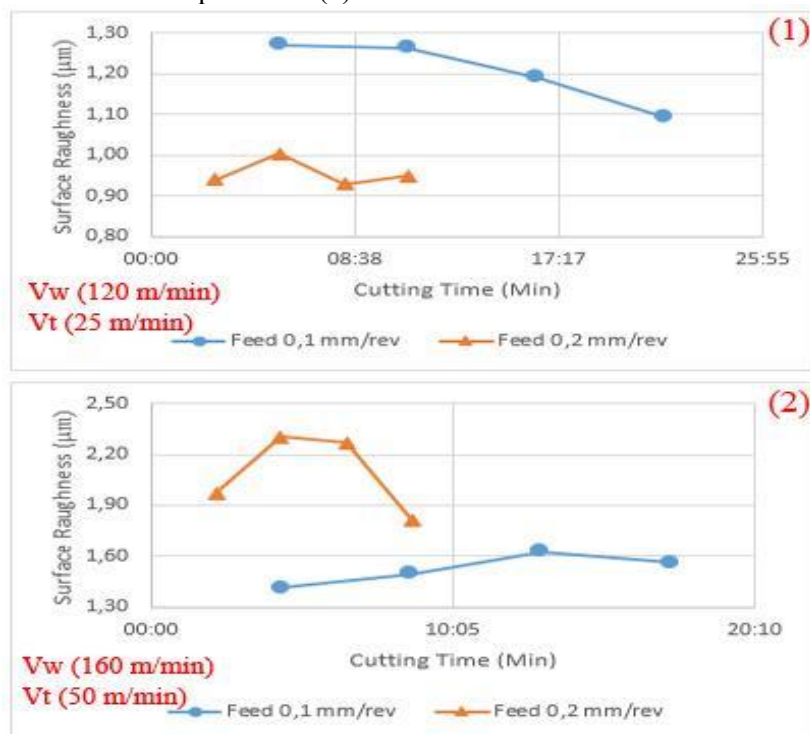 (1)
1,30
1,20
1,10
1,00
0,90
0,80
Surface Raughness (μm)
00:00 08:38 17:17 25:55
Cutting Time (Min)
Vw (120 m/min)
Vt (25 m/min)
Feed 0,1 mm/rev Feed 0,2 mm/rev
(2)
2,50
2,20
1,90
1,60
1,30
Surface Raughness (μm)
00:00 10:05 20:10
Cutting Time (Min)
Vw (160 m/min)
Vt (50 m/min)
Feed 0,1 mm/rev Feed 0,2 mm/rev